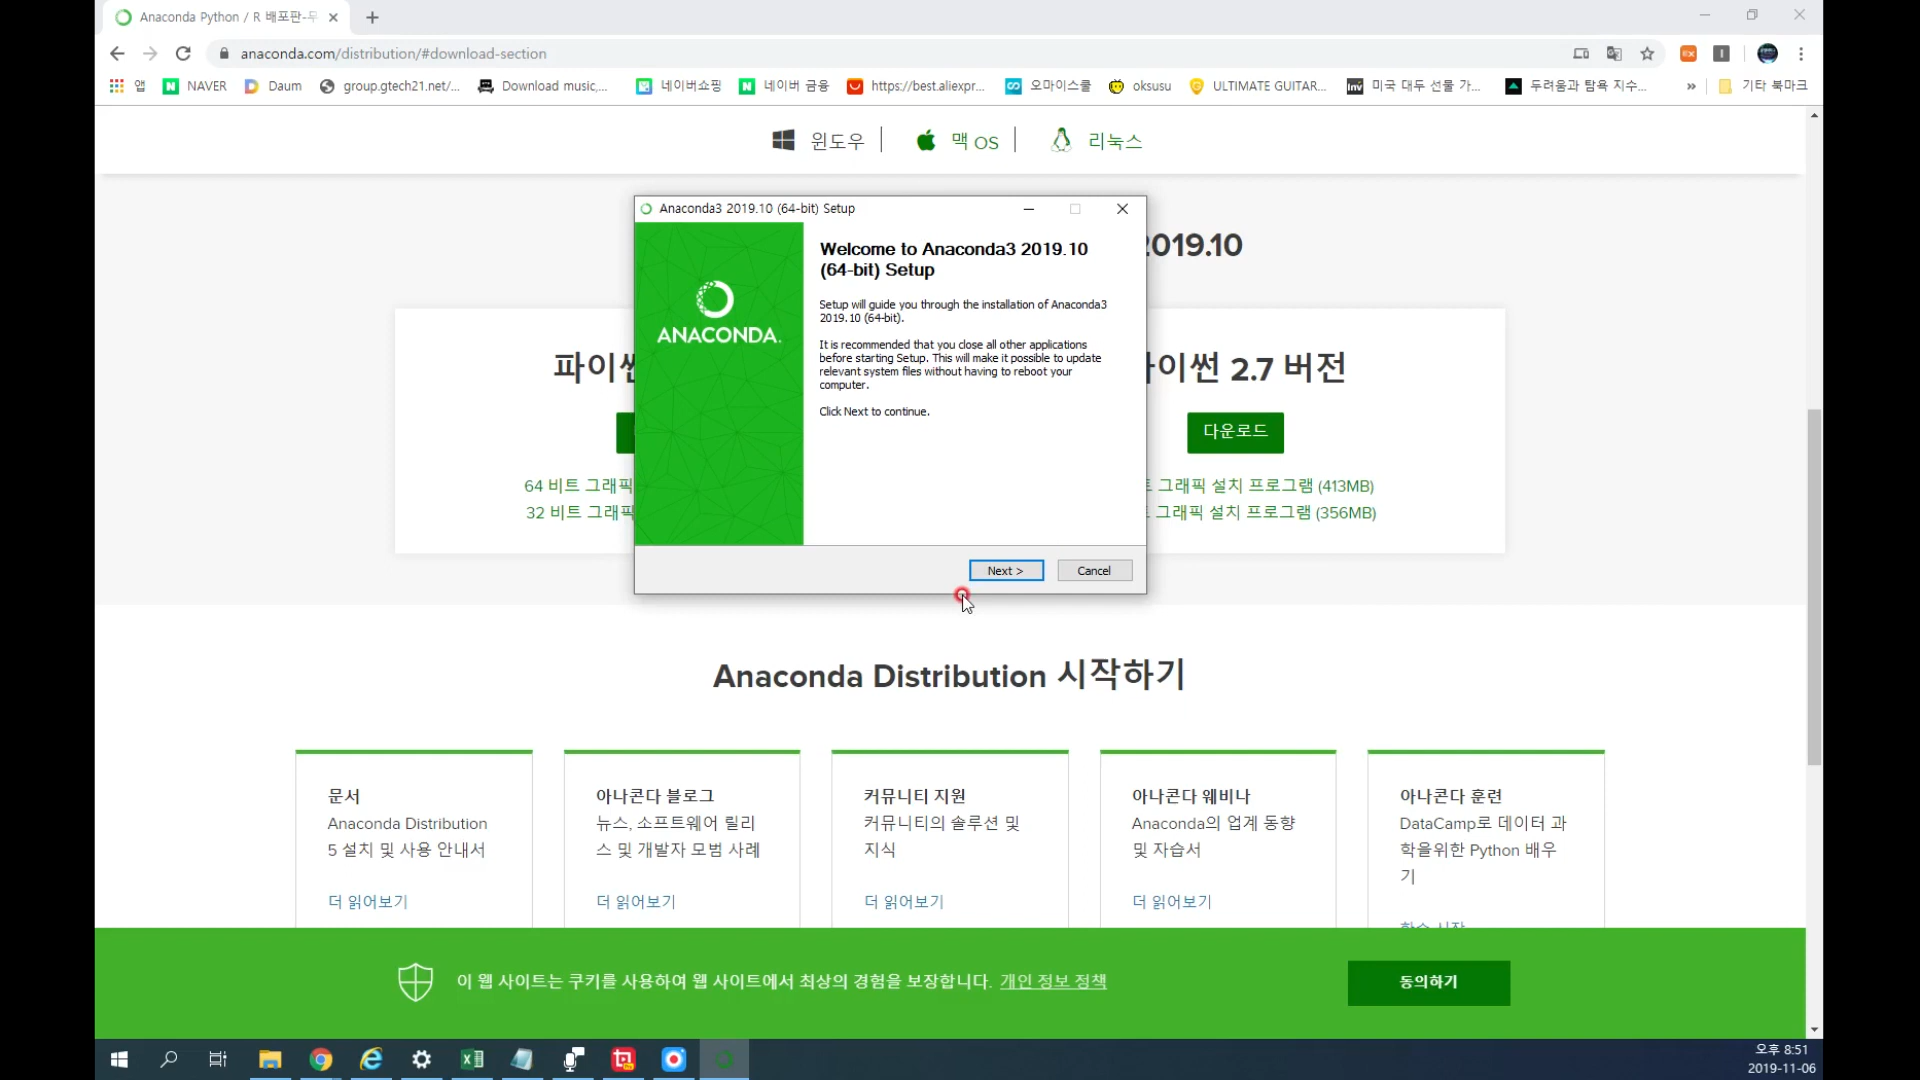 Anaconda Python / R 배포판-무
anaconda.com/distribution/#download-section
앱 NAVER Daum group.gtech21.net/... Download music,... 네이버쇼핑 네이버 금융 https://best.aliexpr... 오마이스쿨 oksusu ULTIMATE GUITAR... 미국 대두 선물 가... 두려움과 탐욕 지수... » 기타 북마크
윈도우 맥 OS 리눅스
2019.10
Anaconda3 2019.10 (64-bit) Setup
ANACONDA.
Welcome to Anaconda3 2019.10
(64-bit) Setup
Setup will guide you through the installation of Anaconda3
2019.10 (64-bit).
It is recommended that you close all other applications
before starting Setup. This will make it possible to update
relevant system files without having to reboot your
computer.
Click Next to continue.
Next >
Cancel
파이썬
64 비트 그래픽
32 비트 그래픽
파이썬 2.7 버전
다운로드
트 그래픽 설치 프로그램 (413MB)
트 그래픽 설치 프로그램 (356MB)
Anaconda Distribution 시작하기
문서
Anaconda Distribution
5 설치 및 사용 안내서
더 읽어보기
아나콘다 블로그
뉴스, 소프트웨어 릴리
스 및 개발자 모범 사례
더 읽어보기
커뮤니티 지원
커뮤니티의 솔루션 및
지식
더 읽어보기
아나콘다 웨비나
Anaconda의 업계 동향
및 자습서
더 읽어보기
아나콘다 훈련
DataCamp로 데이터 과
학을위한 Python 배우
기
이 웹 사이트는 쿠키를 사용하여 웹 사이트에서 최상의 경험을 보장합니다. 개인 정보 정책
동의하기
오후 8:51
2019-11-06